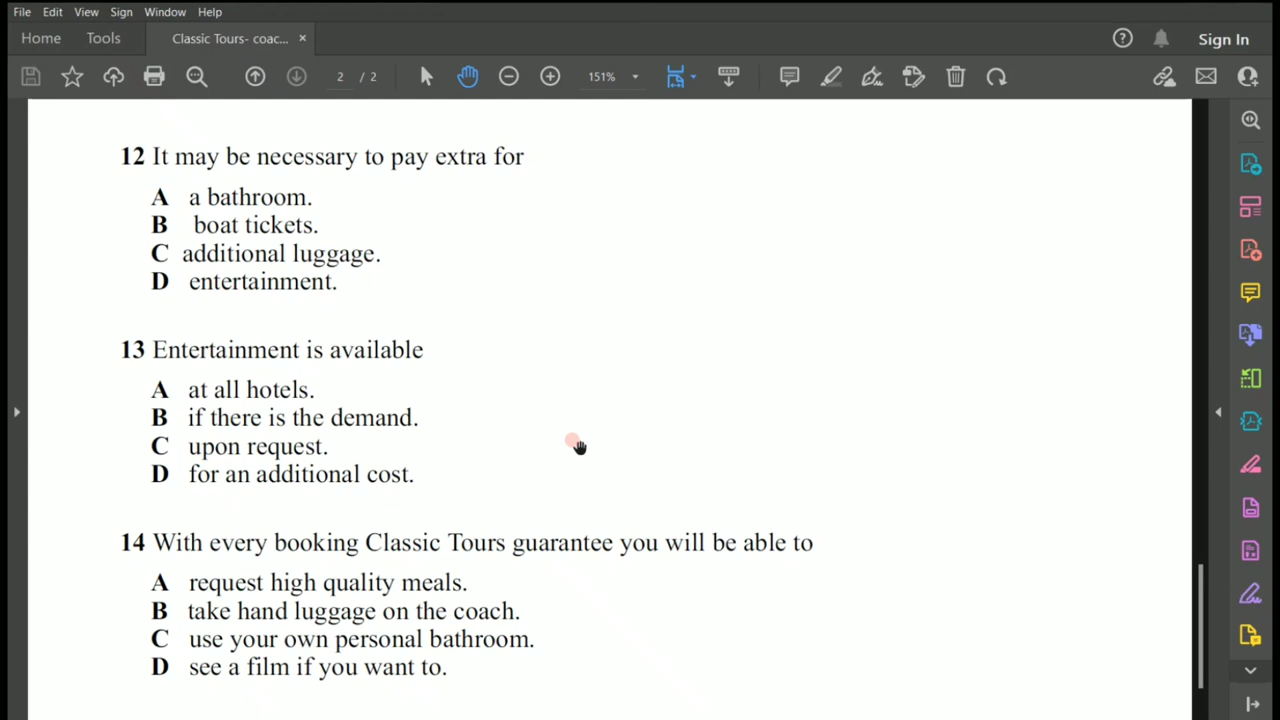 File Edit View Sign Window Help
Home Tools Classic Tours- coac... × Sign In
2 / 2 151%
12 It may be necessary to pay extra for
A a bathroom.
B boat tickets.
C additional luggage.
D entertainment.
13 Entertainment is available
A at all hotels.
B if there is the demand.
C upon request.
D for an additional cost.
14 With every booking Classic Tours guarantee you will be able to
A request high quality meals.
B take hand luggage on the coach.
C use your own personal bathroom.
D see a film if you want to.